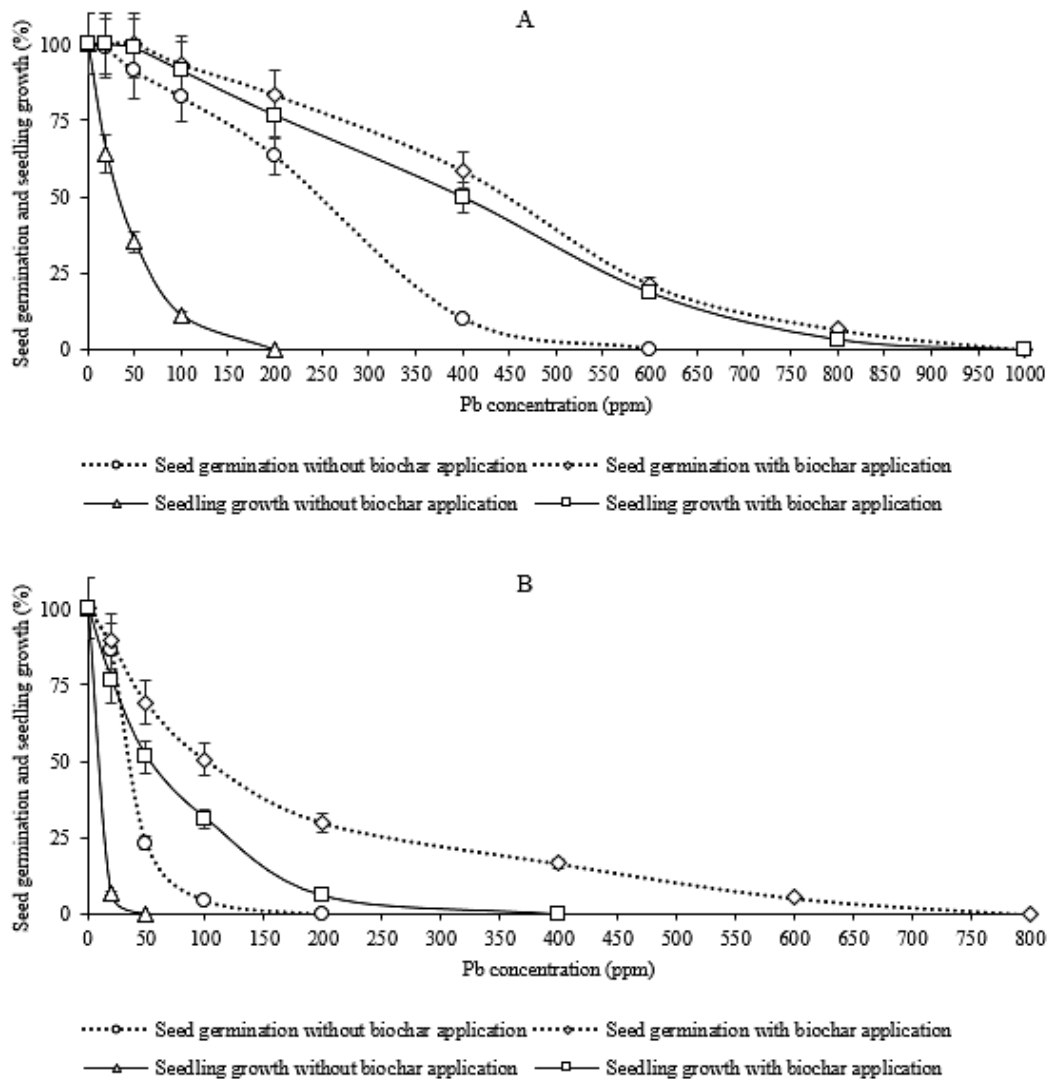 A
Seed germination and seedling growth (%)
100
75
50
25
0
0 50 100 150 200 250 300 350 400 450 500 550 600 650 700 750 800 850 900 950 1000
Pb concentration (ppm)
Seed germination without biochar application Seed germination with biochar application
Seedling growth without biochar application Seedling growth with biochar application
B
Seed germination and seedling growth (%)
100
75
50
25
0
0 50 100 150 200 250 300 350 400 450 500 550 600 650 700 750 800
Pb concentration (ppm)
Seed germination without biochar application Seed germination with biochar application
Seedling growth without biochar application Seedling growth with biochar application